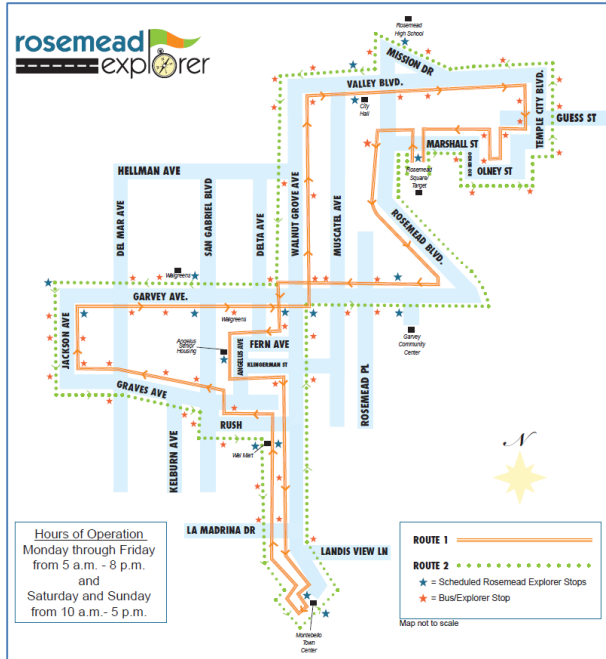 rosemead
explorer
Rosemead
High School
MISSION DR
VALLEY BLVD.
City
Hall
TEMPLE CITY BLVD.
GUESS ST
MARSHALL ST
OLNEY ST
Rosemead
Square/
Target
HELLMAN AVE
DEL MAR AVE
SAN GABRIEL BLVD
DELTA AVE
WALNUT GROVE AVE
MUSCATEL AVE
ROSEMEAD BLVD.
Walgreens
GARVEY AVE.
Walgreens
JACKSON AVE
Angelus
Senior
Housing
FERN AVE
ANGELUS AVE
KLINGERMAN ST
Garvey
Community
Center
ROSEMEAD PL
GRAVES AVE
KELBURN AVE
RUSH
Wal Mart
N
LA MADRINA DR
LANDIS VIEW LN
Montebello
Town
Center
Hours of Operation
Monday through Friday
from 5 a.m. - 8 p.m.
and
Saturday and Sunday
from 10 a.m.- 5 p.m.
ROUTE 1
ROUTE 2
= Scheduled Rosemead Explorer Stops
= Bus/Explorer Stop
Map not to scale